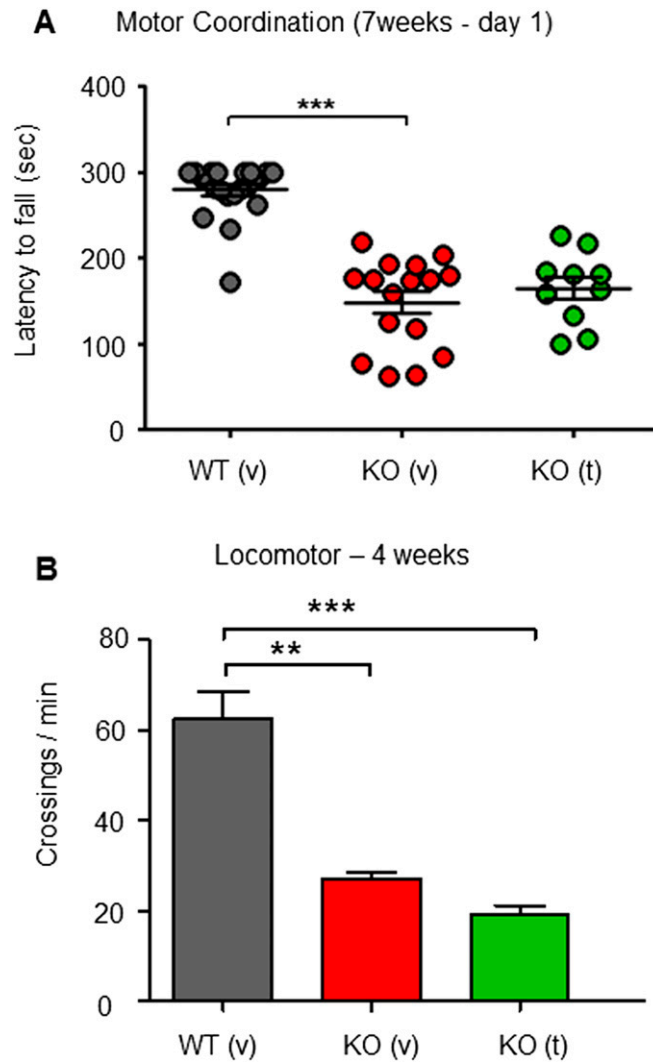 A
Motor Coordination (7weeks - day 1)
Latency to fall (sec)
400
300
200
100
0
***
WT (v)
KO (v)
KO (t)
B
Locomotor – 4 weeks
Crossings / min
80
60
40
20
0
***
**
WT (v)
KO (v)
KO (t)